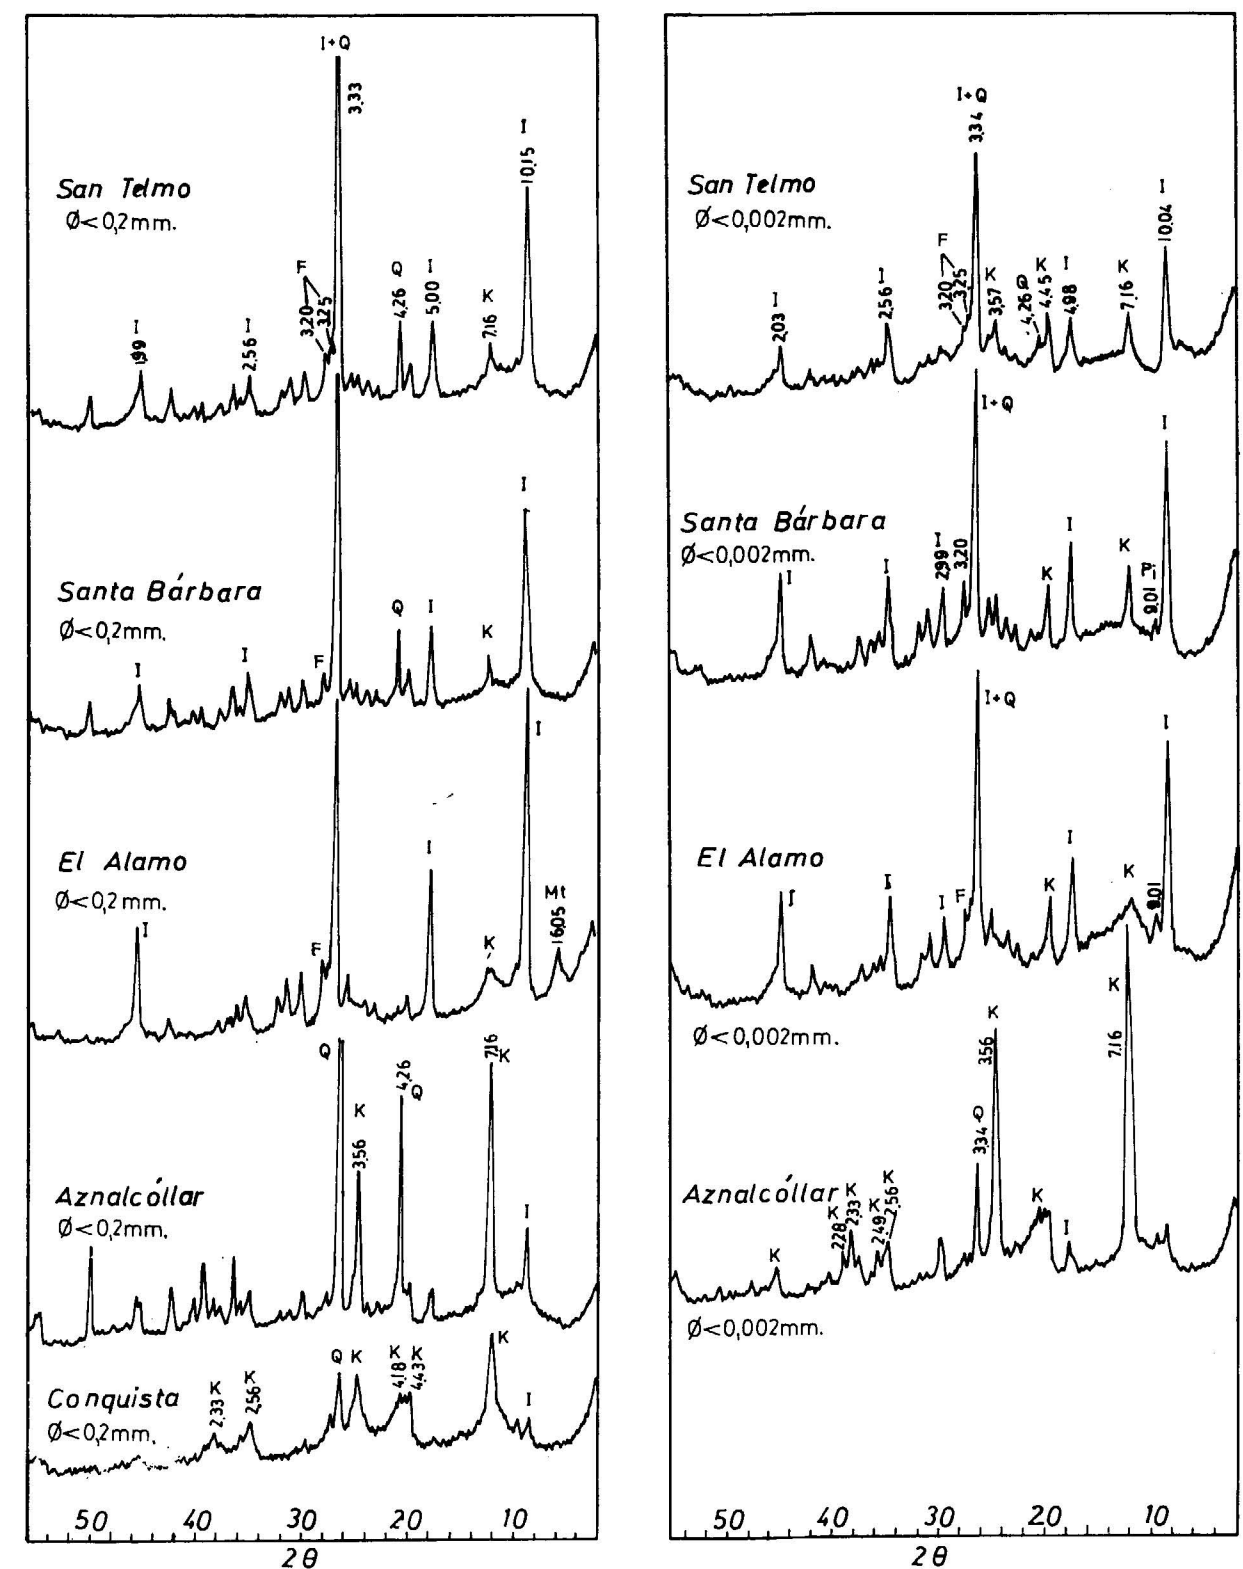 I+Q
3,33
I
10,15
San Telmo
Ø<0,2mm.
F
3,20
3,25
Q
4,26
I
5,00
K
7,16
I
1,99
I
2,56
I
Santa Bárbara
Ø<0,2mm.
I
I
F
Q
I
K
El Alamo
Ø<0,2mm.
I
F
I
K
I
Mt
16,05
Aznalcóllar
Ø<0,2mm.
Q
K
3,56
4,26
Q
7,16
K
I
Conquista
Ø<0,2mm.
2,33 K
2,56 K
Q K
4,18 K
4,43 K
K
I
50 40 30 20 10
2θ
I+Q
3,34
San Telmo
Ø<0,002mm.
I
2,03
I
2,56
F
3,20
3,25
K
3,57
4,26 Q
K
4,45
I
4,98
K
7,16
I
10,04
I+Q
Santa Bárbara
Ø<0,002mm.
I
I
I
2,99
3,20
K
I
K
9,01
I
I+Q
El Alamo
Ø<0,002mm.
I
I
I
F
K
I
K
9,01
I
Aznalcóllar
Ø<0,002mm.
K
2,28 K
2,33 K
2,49 K
2,56 K
3,34 Q
K
3,56
K
I
K
7,16
50 40 30 20 10
2θ